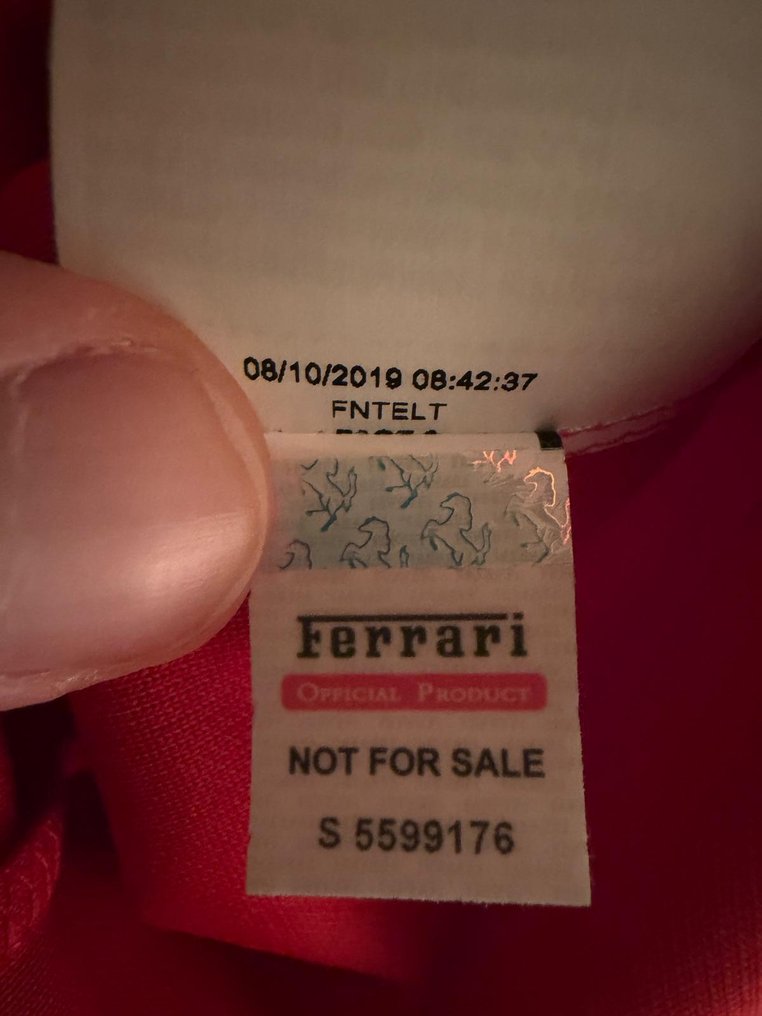 08/10/2019 08:42:37
FNTELT
Ferrari
OFFICIAL PRODUCT
NOT FOR SALE
S 5599176